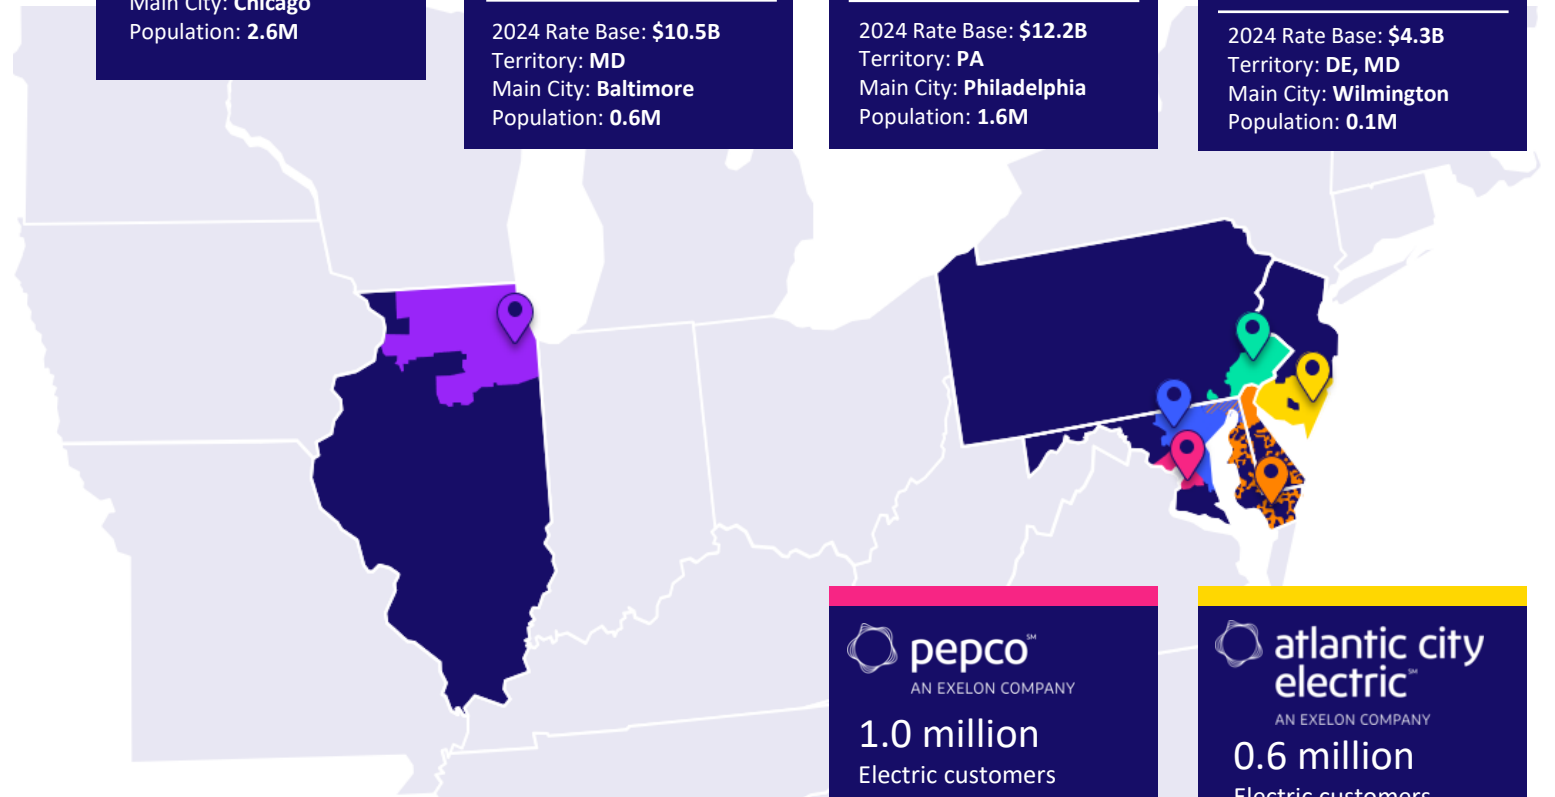 Main City: Chicago
Population: 2.6M
2024 Rate Base: $10.5B
Territory: MD
Main City: Baltimore
Population: 0.6M
2024 Rate Base: $12.2B
Territory: PA
Main City: Philadelphia
Population: 1.6M
2024 Rate Base: $4.3B
Territory: DE, MD
Main City: Wilmington
Population: 0.1M
pepco℠
AN EXELON COMPANY
1.0 million
Electric customers
atlantic city
electric℠
AN EXELON COMPANY
0.6 million
Electric customers